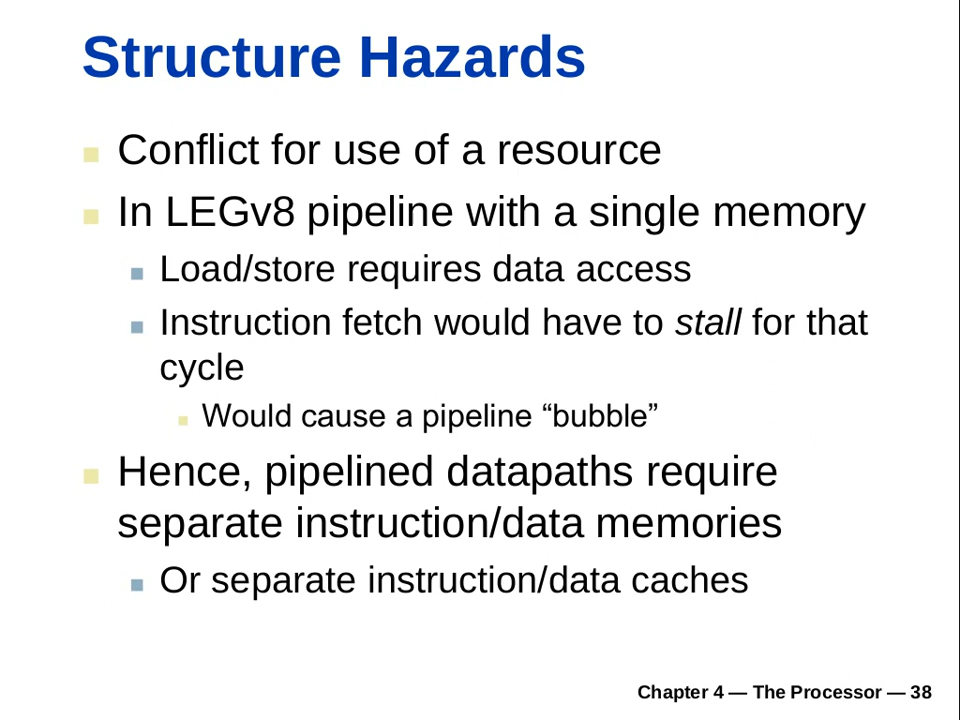 Structure Hazards
Conflict for use of a resource
In LEGv8 pipeline with a single memory
Load/store requires data access
Instruction fetch would have to stall for that
cycle
Would cause a pipeline “bubble”
Hence, pipelined datapaths require
separate instruction/data memories
Or separate instruction/data caches
Chapter 4 — The Processor — 38